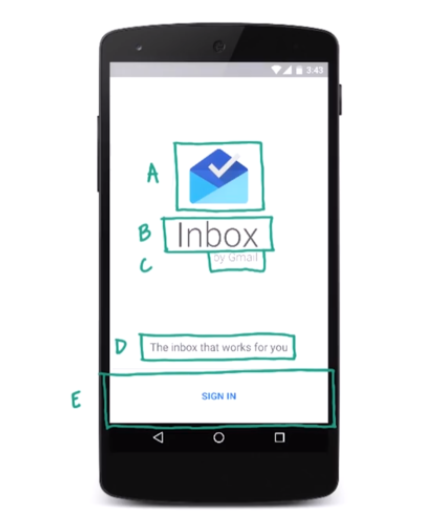 3:43
A
B Inbox
C by Gmail
D The inbox that works for you
E
SIGN IN